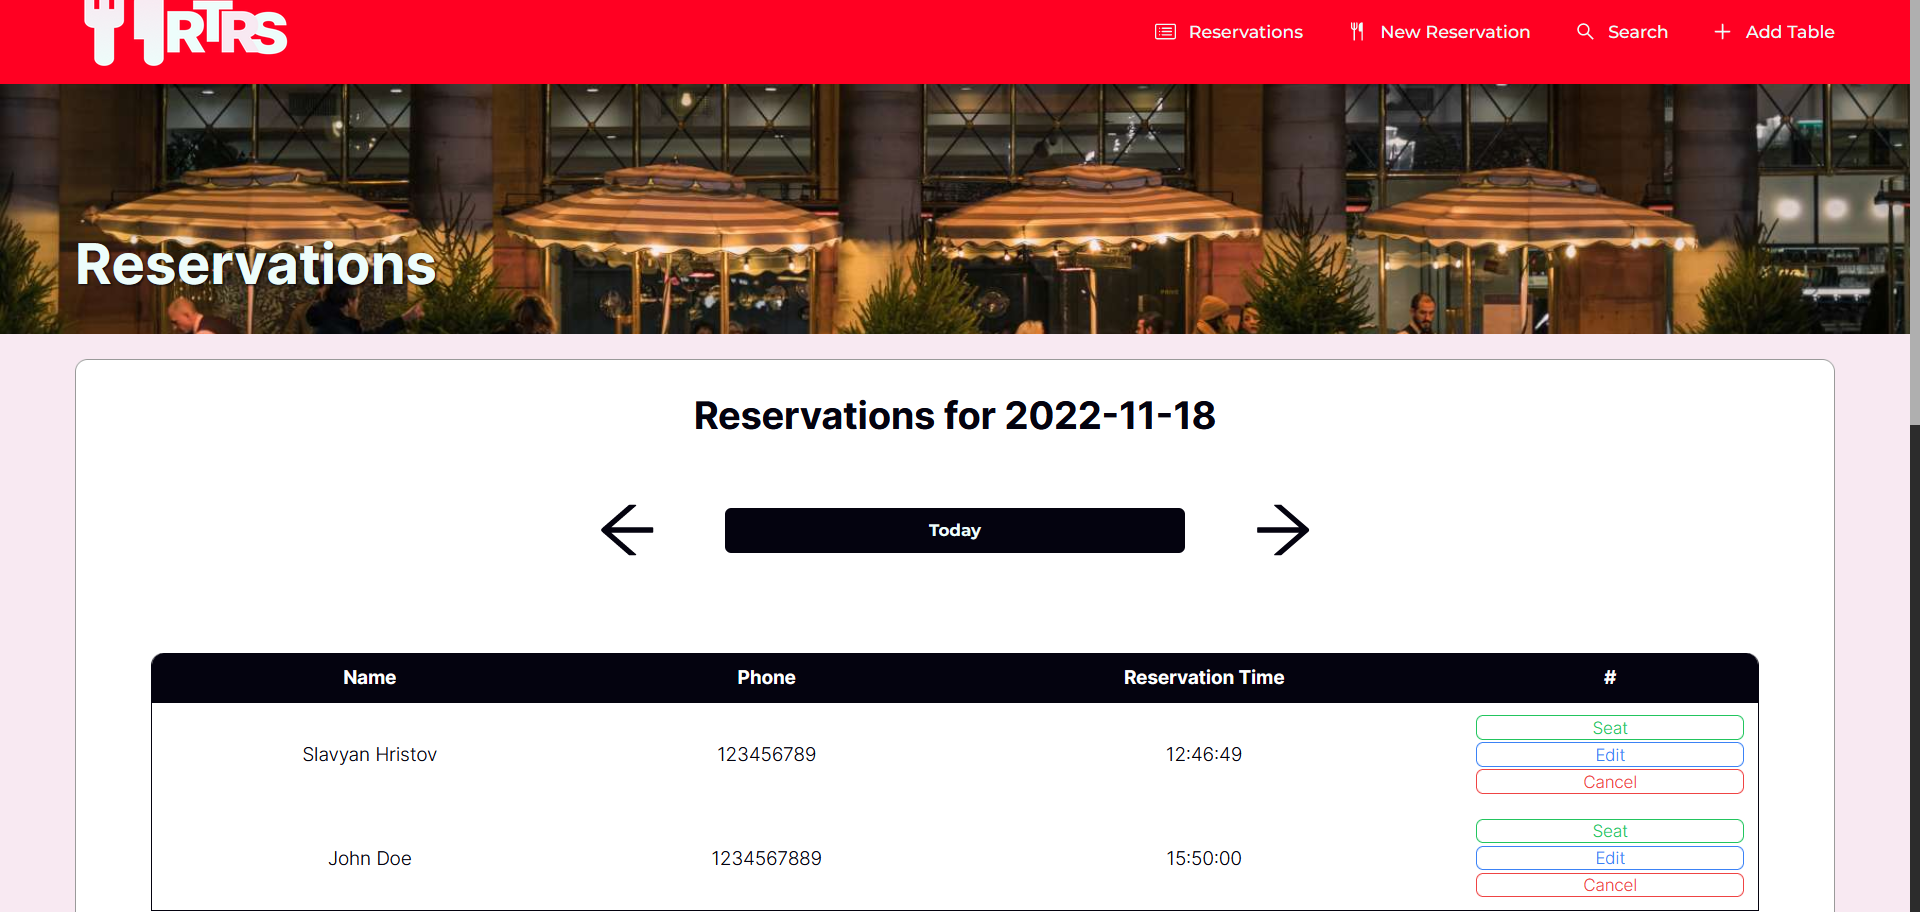 RTRS
Reservations
New Reservation
Search
Add Table
Reservations
Reservations for 2022-11-18
Today
Name Phone Reservation Time #
Seat
Slavyan Hristov 123456789 12:46:49 Edit
Cancel
Seat
John Doe 1234567889 15:50:00 Edit
Cancel